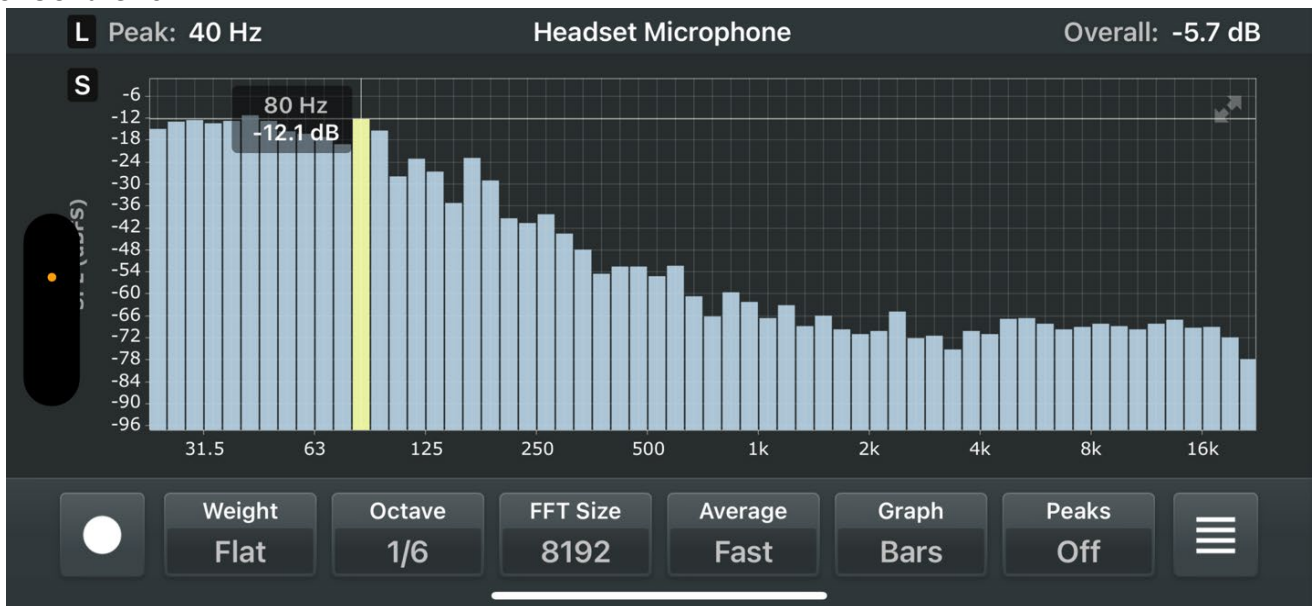 L Peak: 40 Hz Headset Microphone Overall: -5.7 dB
S
80 Hz
-12.1 dB
-6
-12
-18
-24
-30
-36
-42
-48
-54
-60
-66
-72
-78
-84
-90
-96
31.5 63 125 250 500 1k 2k 4k 8k 16k
Weight Octave FFT Size Average Graph Peaks
Flat 1/6 8192 Fast Bars Off